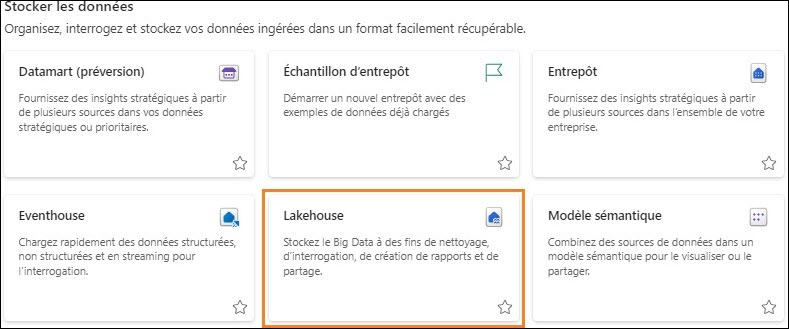 Stocker les données
Organisez, interrogez et stockez vos données ingérées dans un format facilement récupérable.
Datamart (préversion)
Fournissez des insights stratégiques à partir
de plusieurs sources dans vos données
stratégiques ou prioritaires.
Échantillon d'entrepôt
Démarrer un nouvel entrepôt avec des
exemples de données déjà chargés
Entrepôt
Fournissez des insights stratégiques à partir
de plusieurs sources dans l'ensemble de votre
entreprise.
Eventhouse
Chargez rapidement des données structurées,
non structurées et en streaming pour
l'interrogation.
Lakehouse
Stockez le Big Data à des fins de nettoyage,
d'interrogation, de création de rapports et de
partage.
Modèle sémantique
Combinez des sources de données dans un
modèle sémantique pour le visualiser ou le
partager.